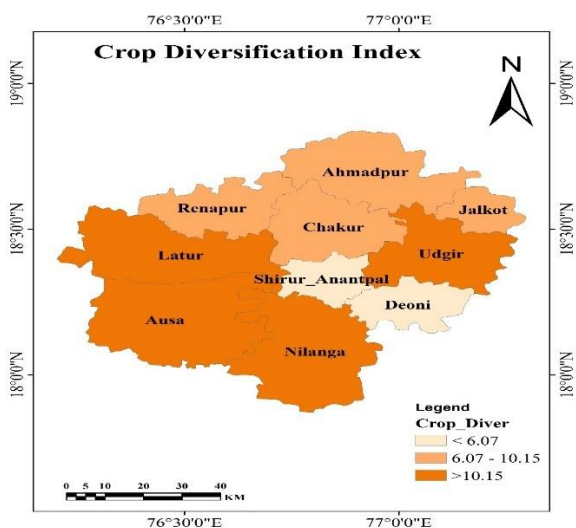 76°30'0"E 77°0'0"E
Crop Diversification Index
N
19°0'0"N 19°0'0"N
Ahmadpur
Renapur
Jalkot
Chakur
18°30'0"N 18°30'0"N
Latur
Udgir
Shirur_Anantpal
Deoni
Ausa
Nilanga
18°0'0"N 18°0'0"N
Legend
Crop_Diver
< 6.07
6.07 - 10.15
>10.15
0 5 10 20 30 40
KM
76°30'0"E 77°0'0"E